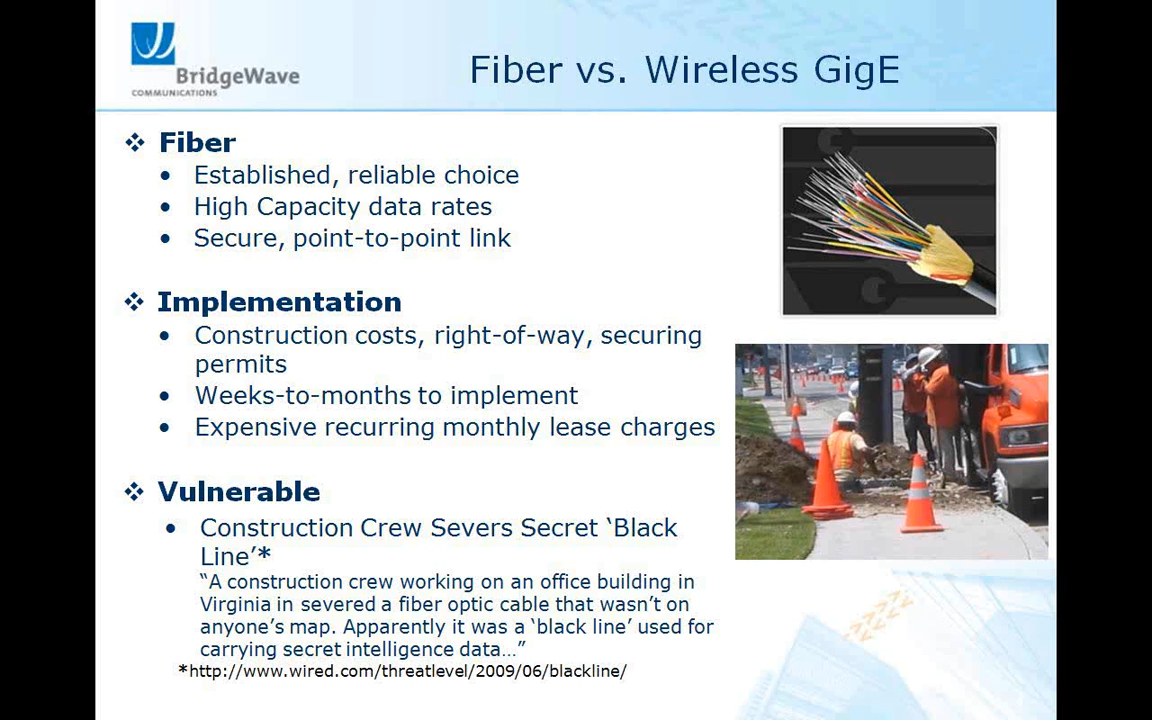 BridgeWave
COMMUNICATIONS
Fiber vs. Wireless GigE
❖ Fiber
• Established, reliable choice
• High Capacity data rates
• Secure, point-to-point link
❖ Implementation
• Construction costs, right-of-way, securing
permits
• Weeks-to-months to implement
• Expensive recurring monthly lease charges
❖ Vulnerable
• Construction Crew Severs Secret ‘Black
Line’*
“A construction crew working on an office building in
Virginia in severed a fiber optic cable that wasn’t on
anyone’s map. Apparently it was a ‘black line’ used for
carrying secret intelligence data…”
*http://www.wired.com/threatlevel/2009/06/blackline/